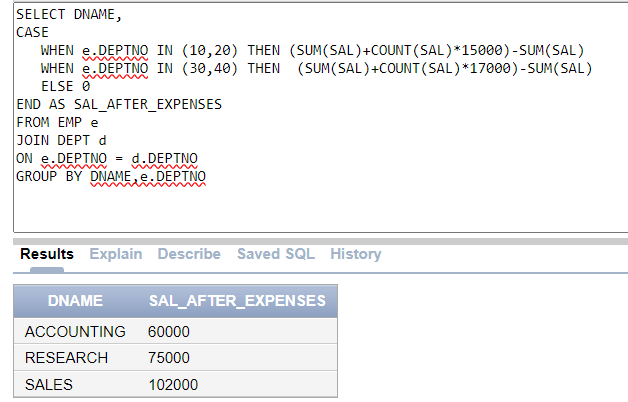 SELECT DNAME,
CASE
WHEN e.DEPTNO IN (10,20) THEN (SUM(SAL)+COUNT(SAL)*15000)-SUM(SAL)
WHEN e.DEPTNO IN (30,40) THEN (SUM(SAL)+COUNT(SAL)*17000)-SUM(SAL)
ELSE 0
END AS SAL_AFTER_EXPENSES
FROM EMP e
JOIN DEPT d
ON e.DEPTNO = d.DEPTNO
GROUP BY DNAME,e.DEPTNO
Results Explain Describe Saved SQL History
DNAME SAL_AFTER_EXPENSES
ACCOUNTING 60000
RESEARCH 75000
SALES 102000